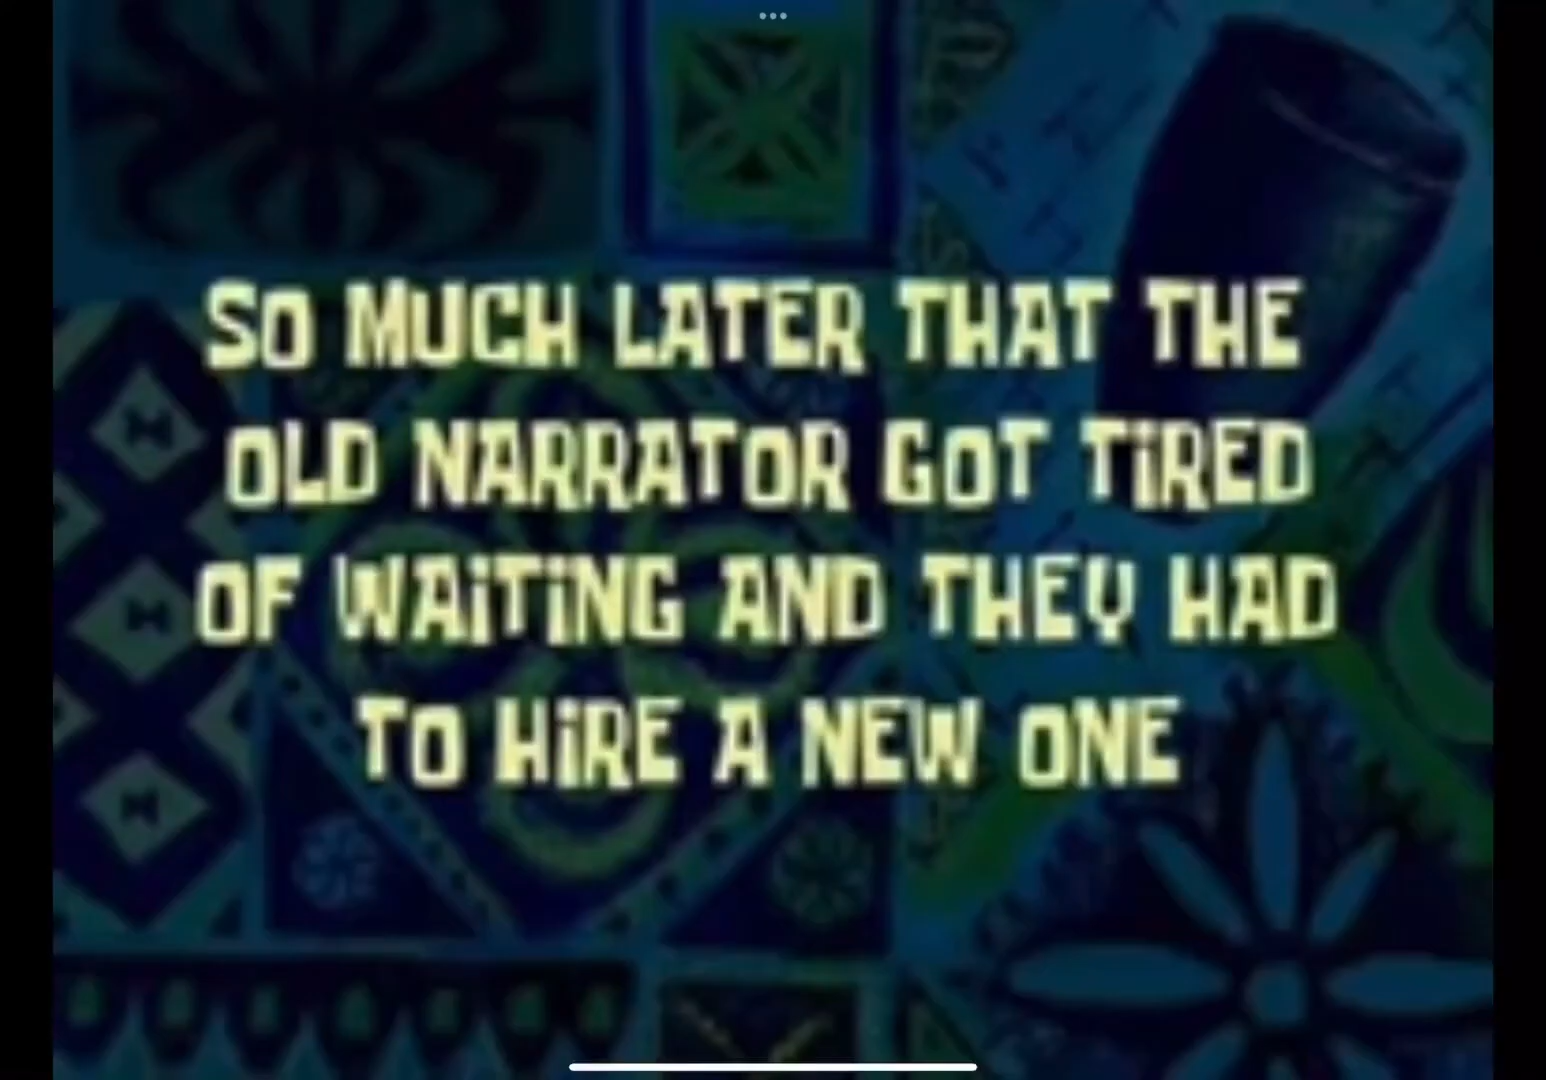 SO MUCH LATER THAT THE
OLD NARRATOR GOT TiRED
OF WAiTiNG AND THEY HAD
TO HiRE A NEW ONE